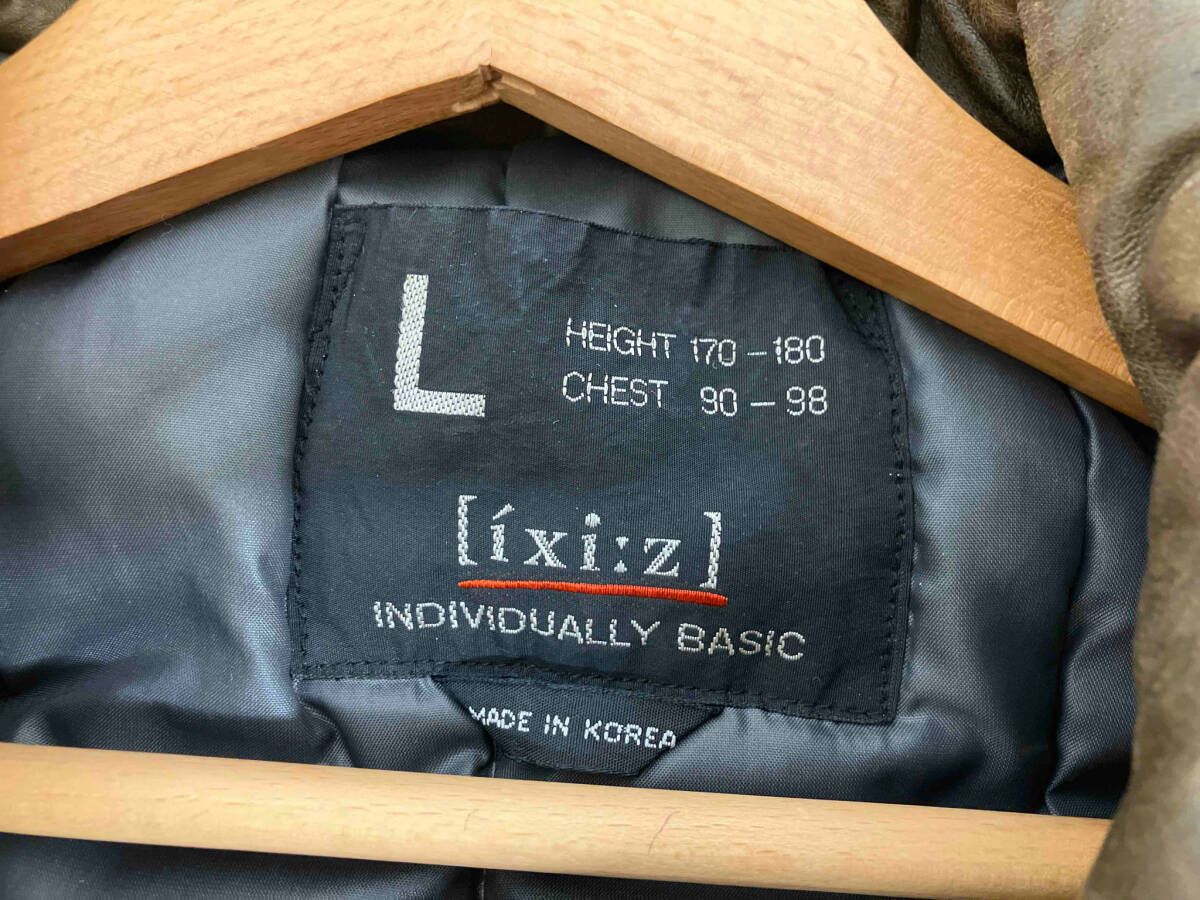 L
HEIGHT 170 - 180
CHEST 90 - 98
[íxi:z]
INDIVIDUALLY BASIC
MADE IN KOREA